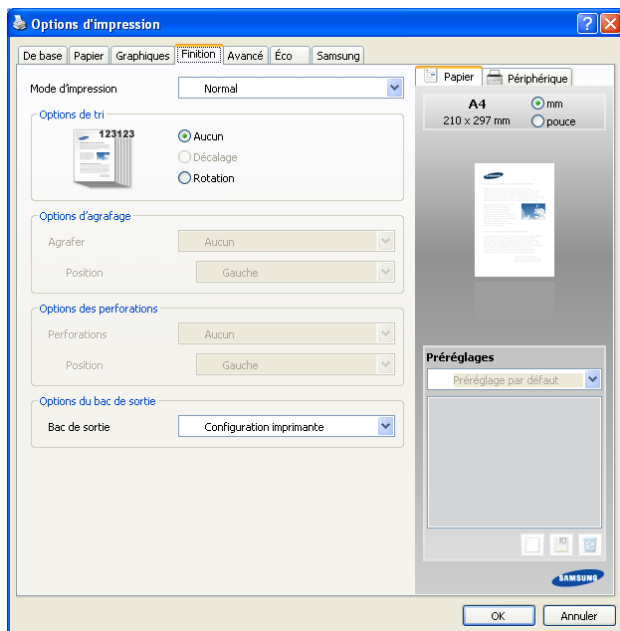 Options d'impression
De base Papier Graphiques Finition Avancé Éco Samsung
Mode d'impression Normal
Options de tri
123123
Aucun
Décalage
Rotation
Options d'agrafage
Agrafer Aucun
Position Gauche
Options des perforations
Perforations Aucun
Position Gauche
Options du bac de sortie
Bac de sortie Configuration imprimante
Papier Périphérique
A4
210 x 297 mm
mm
pouce
Préréglages
Préréglage par défaut
SAMSUNG
OK Annuler